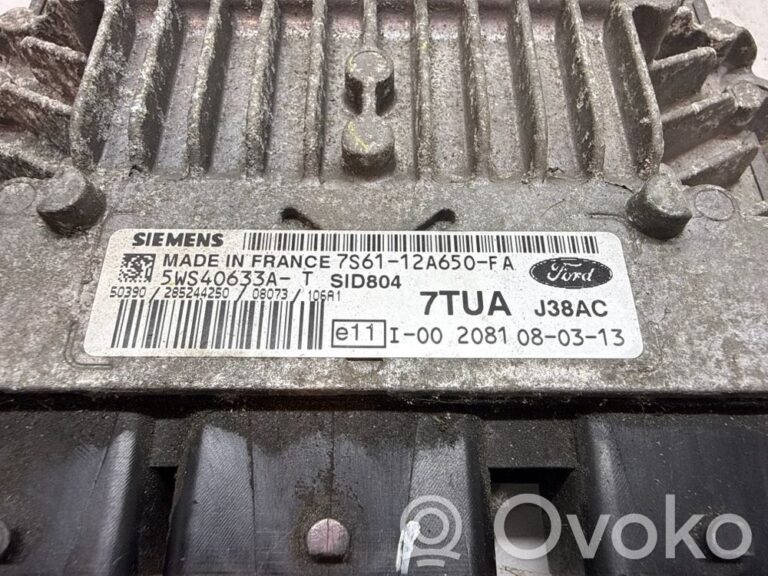 SIEMENS
MADE IN FRANCE 7S61-12A650-FA
5WS40633A- T SID804
Ford
50390 / 285244250 / 08073 / 106A1
7TUA J38AC
e11 I-00 2081 08-03-13
Ovoko